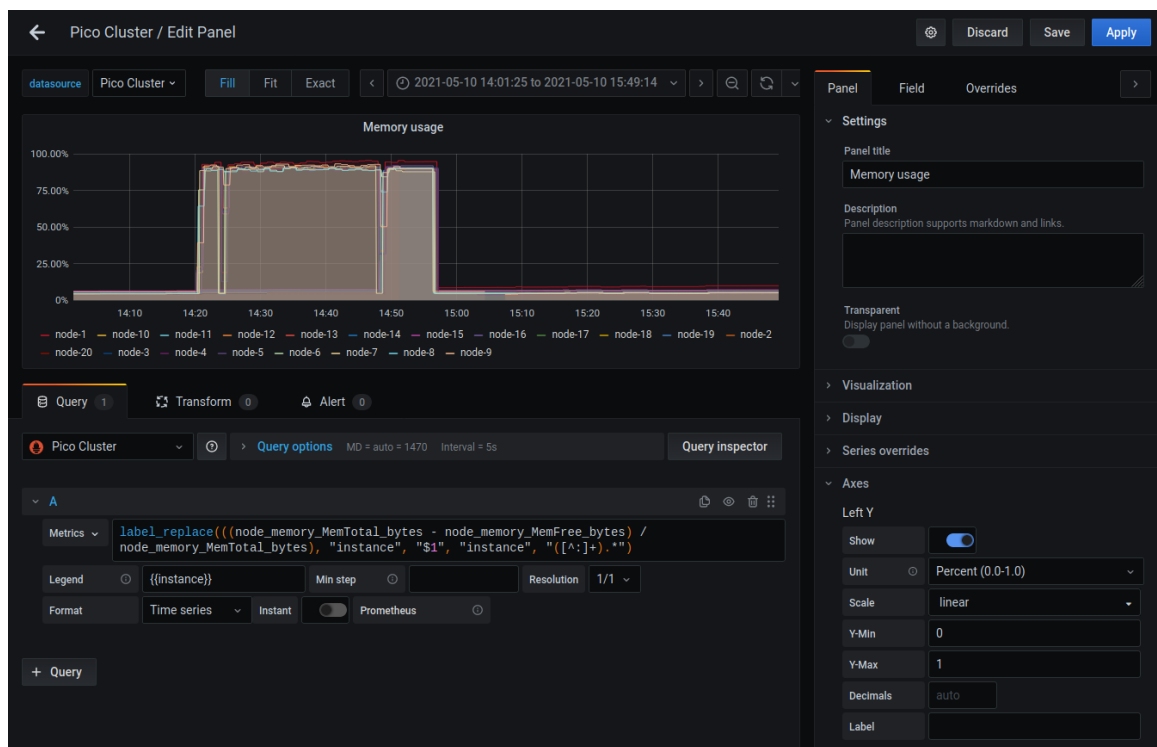 Pico Cluster / Edit Panel
Discard Save Apply
datasource Pico Cluster Fill Fit Exact 2021-05-10 14:01:25 to 2021-05-10 15:49:14
Memory usage
100.00%
75.00%
50.00%
25.00%
0%
14:10 14:20 14:30 14:40 14:50 15:00 15:10 15:20 15:30 15:40
node-1 node-10 node-11 node-12 node-13 node-14 node-15 node-16 node-17 node-18 node-19 node-2
node-20 node-3 node-4 node-5 node-6 node-7 node-8 node-9
Query 1 Transform 0 Alert 0
Pico Cluster Query options MD = auto = 1470 Interval = 5s Query inspector
A
Metrics label_replace(((node_memory_MemTotal_bytes - node_memory_MemFree_bytes) /
node_memory_MemTotal_bytes), "instance", "$1", "instance", "([^:]+).*")
Legend {{instance}} Min step Resolution 1/1
Format Time series Instant Prometheus
+ Query
Panel Field Overrides
Settings
Panel title
Memory usage
Description
Panel description supports markdown and links.
Transparent
Display panel without a background.
Visualization
Display
Series overrides
Axes
Left Y
Show
Unit Percent (0.0-1.0)
Scale linear
Y-Min 0
Y-Max 1
Decimals auto
Label